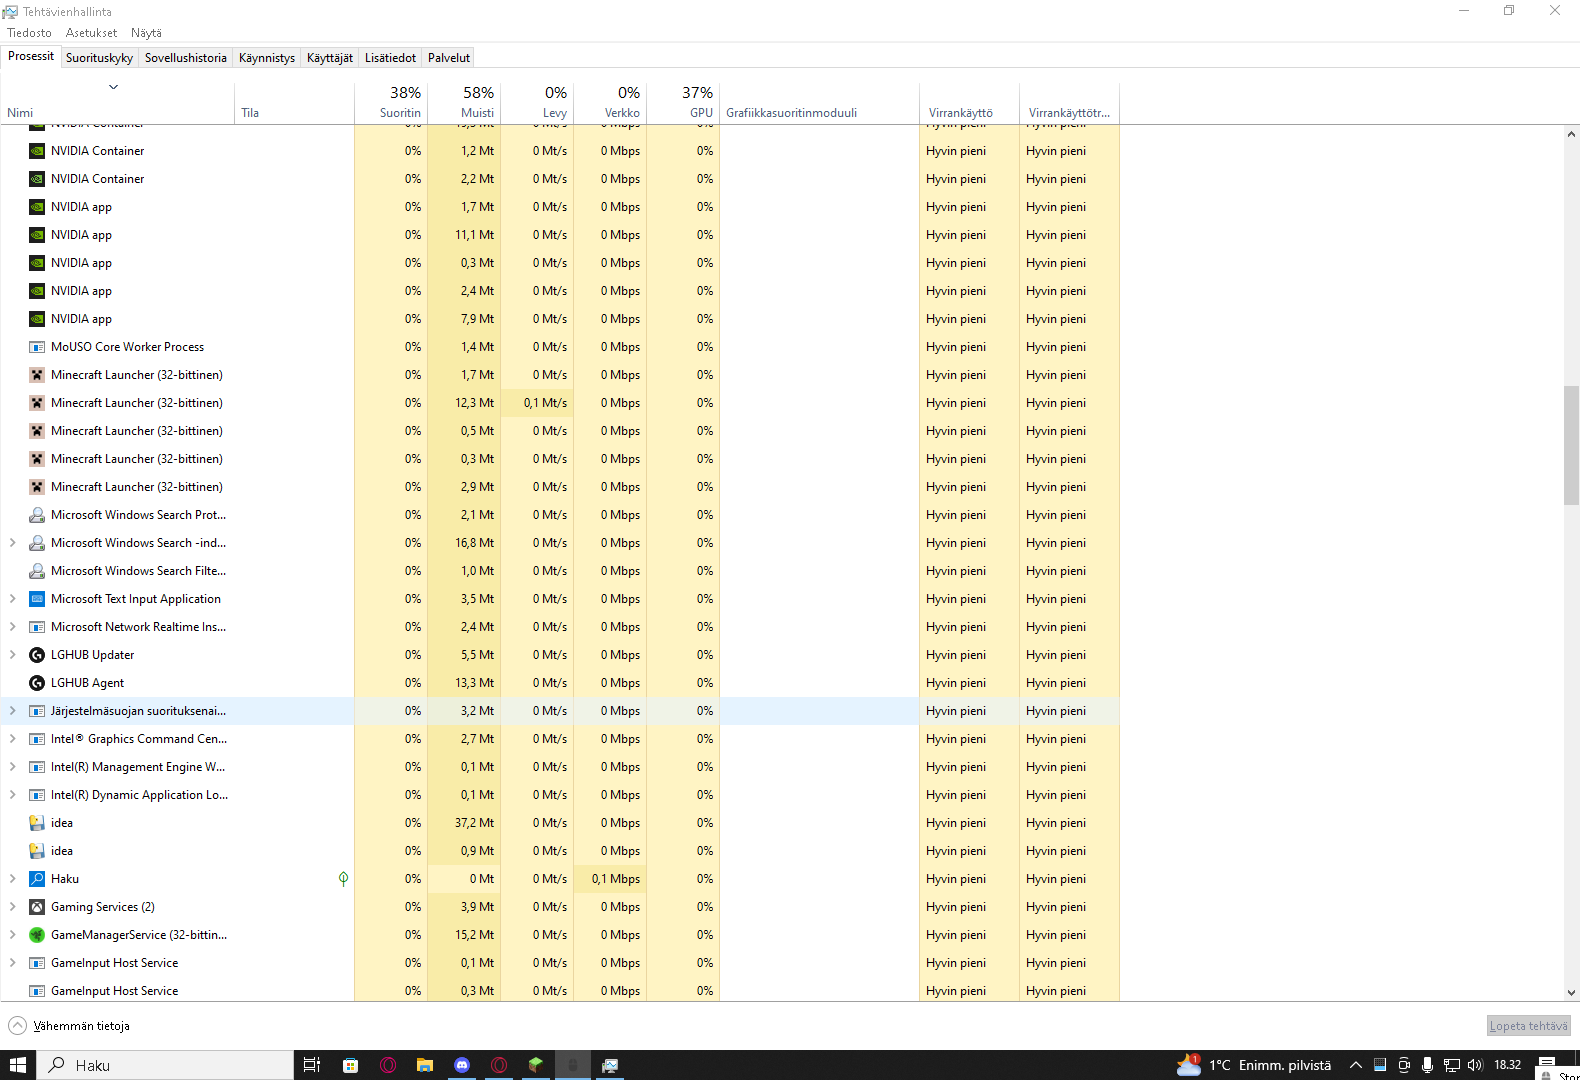 Tehtävienhallinta
Tiedosto Asetukset Näytä
Prosessit Suorituskyky Sovellushistoria Käynnistys Käyttäjät Lisätiedot Palvelut
38% 58% 0% 0% 37%
Nimi Tila Suoritin Muisti Levy Verkko GPU Grafiikkasuoritinmoduuli Virrankäyttö Virrankäyttötr...
NVIDIA Container 0% 0 Mt/s 0 Mbps 0% Hyvin pieni Hyvin pieni
NVIDIA Container 0% 1,2 Mt 0 Mt/s 0 Mbps 0% Hyvin pieni Hyvin pieni
NVIDIA Container 0% 2,2 Mt 0 Mt/s 0 Mbps 0% Hyvin pieni Hyvin pieni
NVIDIA app 0% 1,7 Mt 0 Mt/s 0 Mbps 0% Hyvin pieni Hyvin pieni
NVIDIA app 0% 11,1 Mt 0 Mt/s 0 Mbps 0% Hyvin pieni Hyvin pieni
NVIDIA app 0% 0,3 Mt 0 Mt/s 0 Mbps 0% Hyvin pieni Hyvin pieni
NVIDIA app 0% 2,4 Mt 0 Mt/s 0 Mbps 0% Hyvin pieni Hyvin pieni
NVIDIA app 0% 7,9 Mt 0 Mt/s 0 Mbps 0% Hyvin pieni Hyvin pieni
MoUSO Core Worker Process 0% 1,4 Mt 0 Mt/s 0 Mbps 0% Hyvin pieni Hyvin pieni
Minecraft Launcher (32-bittinen) 0% 1,7 Mt 0 Mt/s 0 Mbps 0% Hyvin pieni Hyvin pieni
Minecraft Launcher (32-bittinen) 0% 12,3 Mt 0,1 Mt/s 0 Mbps 0% Hyvin pieni Hyvin pieni
Minecraft Launcher (32-bittinen) 0% 0,5 Mt 0 Mt/s 0 Mbps 0% Hyvin pieni Hyvin pieni
Minecraft Launcher (32-bittinen) 0% 0,3 Mt 0 Mt/s 0 Mbps 0% Hyvin pieni Hyvin pieni
Minecraft Launcher (32-bittinen) 0% 2,9 Mt 0 Mt/s 0 Mbps 0% Hyvin pieni Hyvin pieni
Microsoft Windows Search Prot... 0% 2,1 Mt 0 Mt/s 0 Mbps 0% Hyvin pieni Hyvin pieni
Microsoft Windows Search -ind... 0% 16,8 Mt 0 Mt/s 0 Mbps 0% Hyvin pieni Hyvin pieni
Microsoft Windows Search Filte... 0% 1,0 Mt 0 Mt/s 0 Mbps 0% Hyvin pieni Hyvin pieni
Microsoft Text Input Application 0% 3,5 Mt 0 Mt/s 0 Mbps 0% Hyvin pieni Hyvin pieni
Microsoft Network Realtime Ins... 0% 2,4 Mt 0 Mt/s 0 Mbps 0% Hyvin pieni Hyvin pieni
LGHUB Updater 0% 5,5 Mt 0 Mt/s 0 Mbps 0% Hyvin pieni Hyvin pieni
LGHUB Agent 0% 13,3 Mt 0 Mt/s 0 Mbps 0% Hyvin pieni Hyvin pieni
Järjestelmäsuojan suorituksenai... 0% 3,2 Mt 0 Mt/s 0 Mbps 0% Hyvin pieni Hyvin pieni
Intel® Graphics Command Cen... 0% 2,7 Mt 0 Mt/s 0 Mbps 0% Hyvin pieni Hyvin pieni
Intel(R) Management Engine W... 0% 0,1 Mt 0 Mt/s 0 Mbps 0% Hyvin pieni Hyvin pieni
Intel(R) Dynamic Application Lo... 0% 0,1 Mt 0 Mt/s 0 Mbps 0% Hyvin pieni Hyvin pieni
idea 0% 37,2 Mt 0 Mt/s 0 Mbps 0% Hyvin pieni Hyvin pieni
idea 0% 0,9 Mt 0 Mt/s 0 Mbps 0% Hyvin pieni Hyvin pieni
Haku 0% 0 Mt 0 Mt/s 0,1 Mbps 0% Hyvin pieni Hyvin pieni
Gaming Services (2) 0% 3,9 Mt 0 Mt/s 0 Mbps 0% Hyvin pieni Hyvin pieni
GameManagerService (32-bittin... 0% 15,2 Mt 0 Mt/s 0 Mbps 0% Hyvin pieni Hyvin pieni
GameInput Host Service 0% 0,1 Mt 0 Mt/s 0 Mbps 0% Hyvin pieni Hyvin pieni
GameInput Host Service 0% 0,3 Mt 0 Mt/s 0 Mbps 0% Hyvin pieni Hyvin pieni
Vähemmän tietoja Lopeta tehtävä
Haku 1 1°C Enimm. pilvistä 18.32